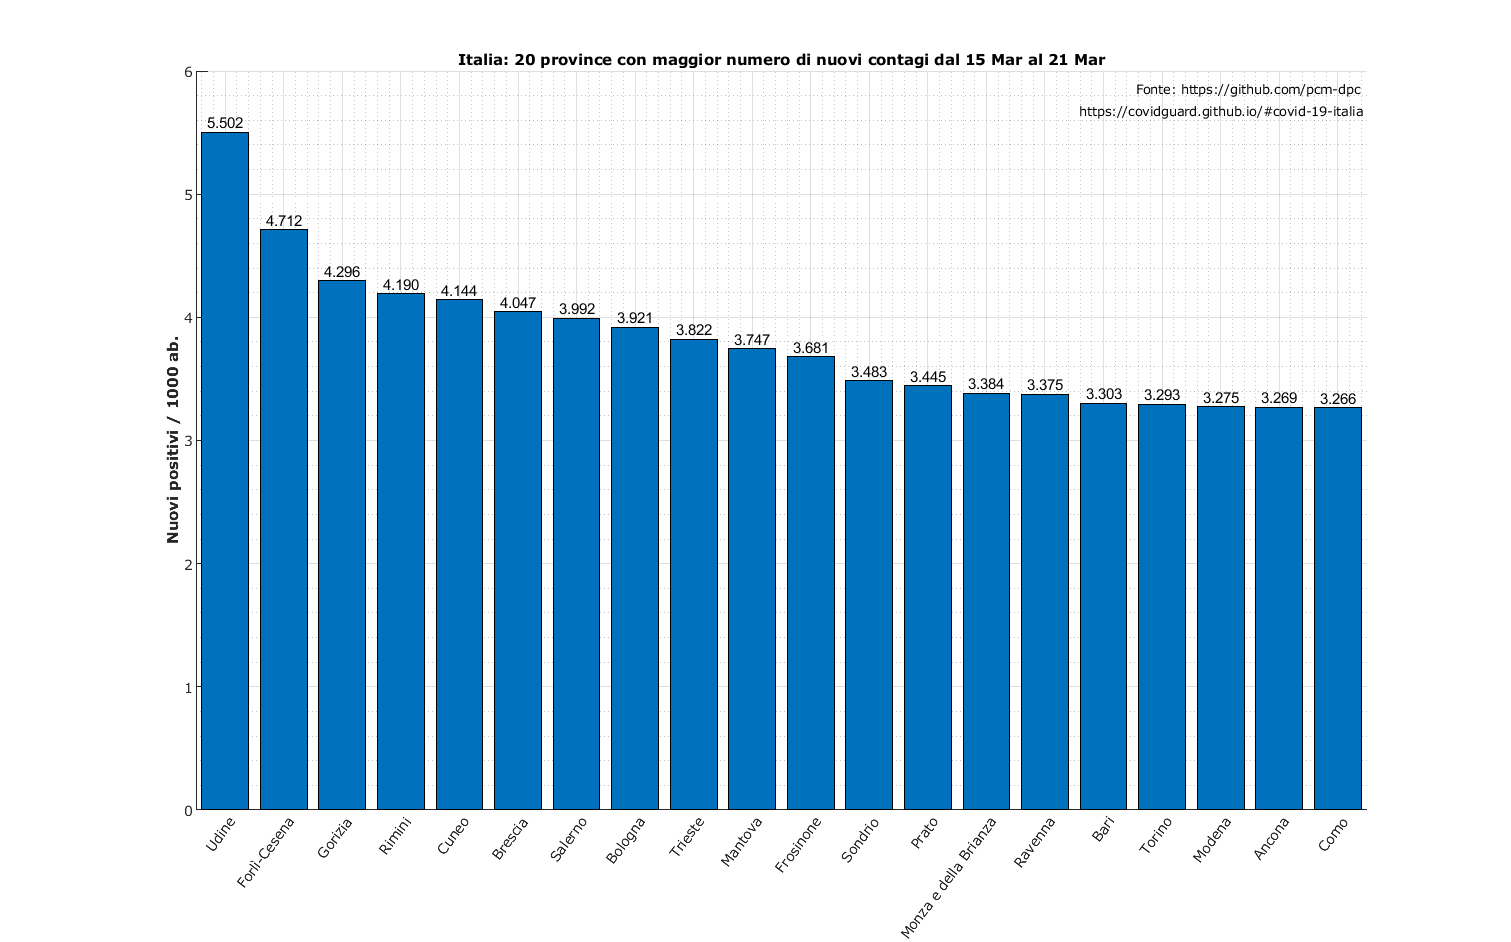 Italia: 20 province con maggior numero di nuovi contagi dal 15 Mar al 21 Mar
Fonte: https://github.com/pcm-dpc
https://covidguard.github.io/#covid-19-italia
Nuovi positivi / 1000 ab.
6
5
4
3
2
1
0
5.502
4.712
4.296
4.190
4.144
4.047
3.992
3.921
3.822
3.747
3.681
3.483
3.445
3.384
3.375
3.303
3.293
3.275
3.269
3.266
Udine
Forlì-Cesena
Gorizia
Rimini
Cuneo
Brescia
Salerno
Bologna
Trieste
Mantova
Frosinone
Sondrio
Prato
Monza e della Brianza
Ravenna
Bari
Torino
Modena
Ancona
Como